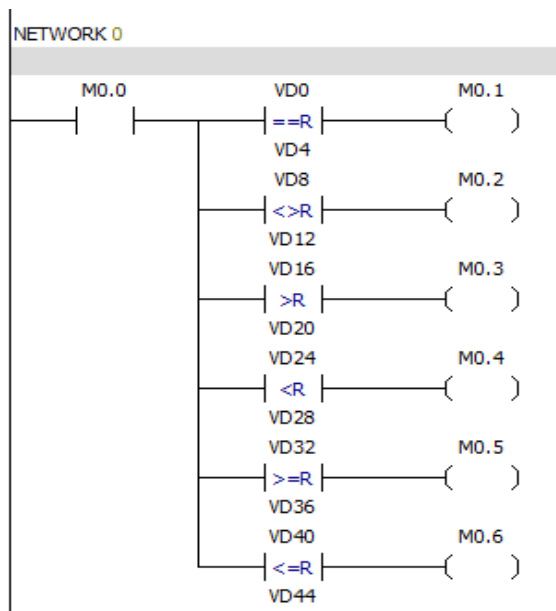 NETWORK 0
M0.0 VD0 M0.1
==R
VD4
VD8 M0.2
<>R
VD12
VD16 M0.3
>R
VD20
VD24 M0.4
<R
VD28
VD32 M0.5
>=R
VD36
VD40 M0.6
<=R
VD44